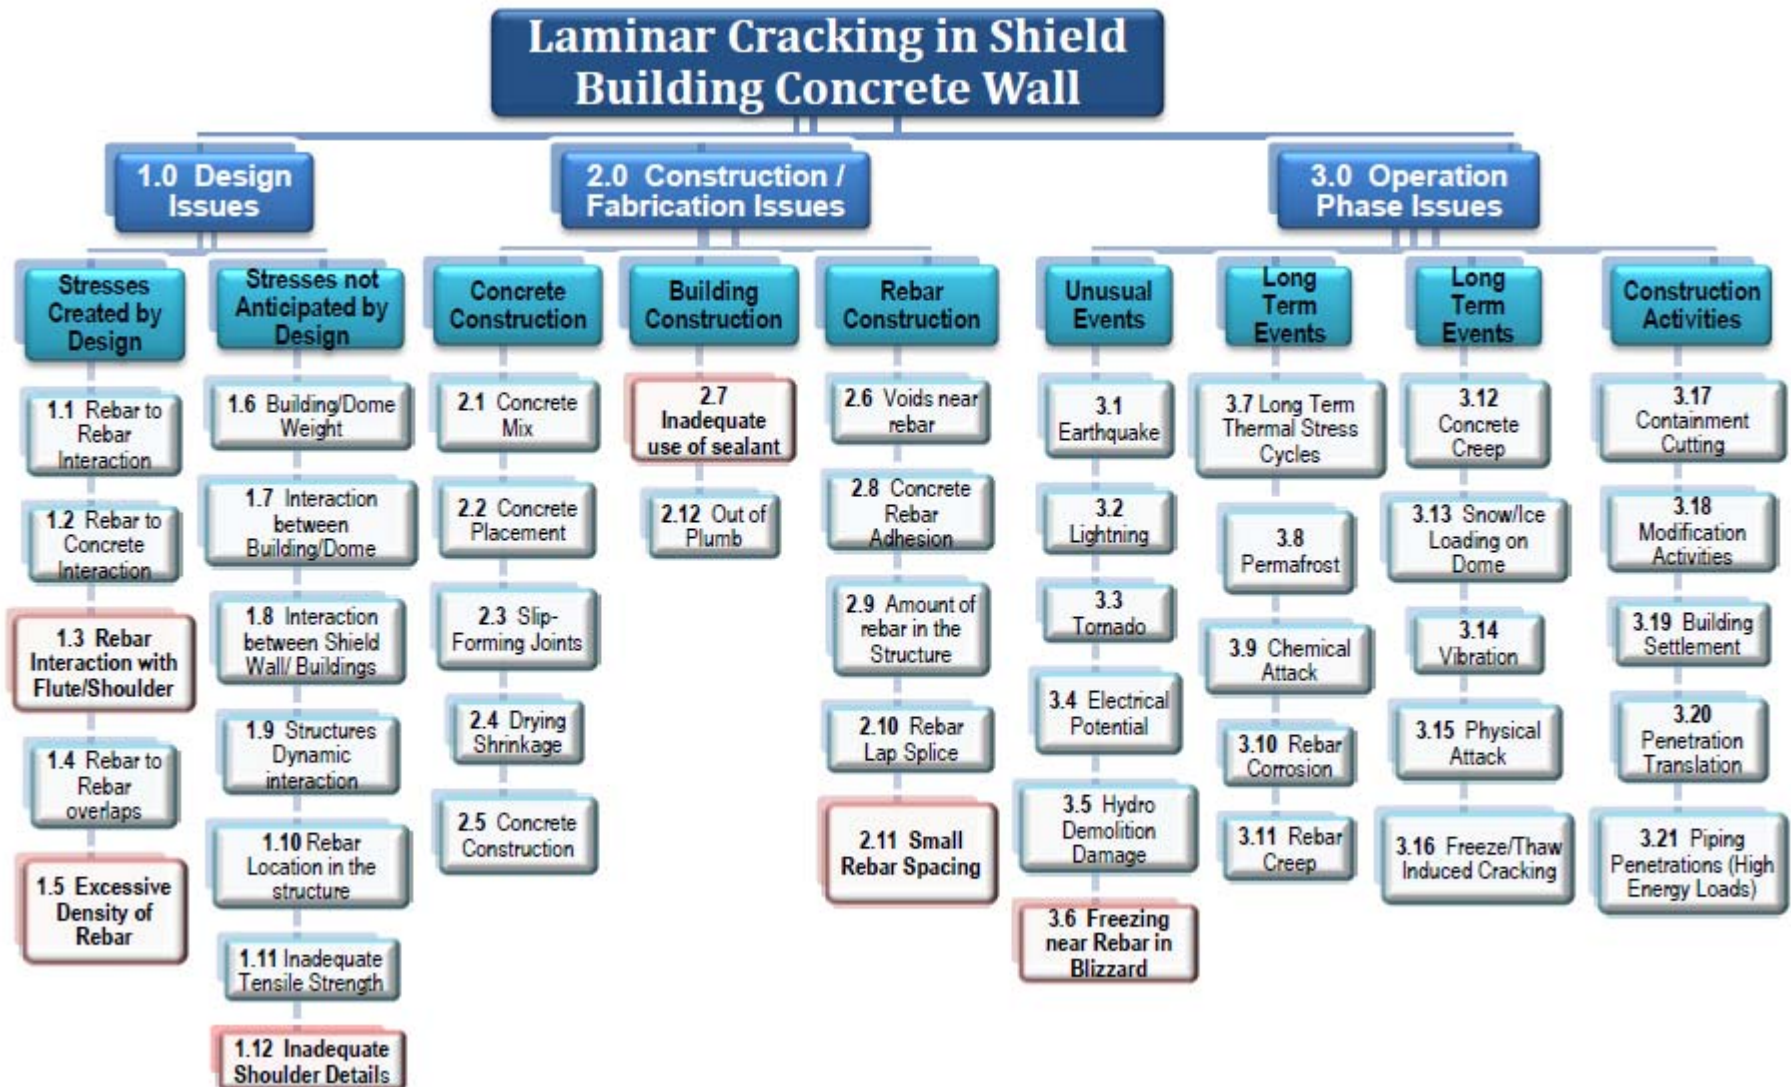 Laminar Cracking in Shield
Building Concrete Wall
1.0 Design
Issues
2.0 Construction /
Fabrication Issues
3.0 Operation
Phase Issues
Stresses
Created by
Design
Stresses not
Anticipated by
Design
Concrete
Construction
Building
Construction
Rebar
Construction
Unusual
Events
Long
Term
Events
Long
Term
Events
Construction
Activities
1.1 Rebar to
Rebar
Interaction
1.2 Rebar to
Concrete
Interaction
1.3 Rebar
Interaction with
Flute/Shoulder
1.4 Rebar to
Rebar
overlaps
1.5 Excessive
Density of
Rebar
1.6 Building/Dome
Weight
1.7 Interaction
between
Building/Dome
1.8 Interaction
between Shield
Wall/ Buildings
1.9 Structures
Dynamic
interaction
1.10 Rebar
Location in the
structure
1.11 Inadequate
Tensile Strength
1.12 Inadequate
Shoulder Details
2.1 Concrete
Mix
2.2 Concrete
Placement
2.3 Slip-
Forming Joints
2.4 Drying
Shrinkage
2.5 Concrete
Construction
2.7
Inadequate
use of sealant
2.12 Out of
Plumb
2.6 Voids near
rebar
2.8 Concrete
Rebar
Adhesion
2.9 Amount of
rebar in the
Structure
2.10 Rebar
Lap Splice
2.11 Small
Rebar Spacing
3.1
Earthquake
3.2
Lightning
3.3
Tornado
3.4 Electrical
Potential
3.5 Hydro
Demolition
Damage
3.6 Freezing
near Rebar in
Blizzard
3.7 Long Term
Thermal Stress
Cycles
3.8
Permafrost
3.9 Chemical
Attack
3.10 Rebar
Corrosion
3.11 Rebar
Creep
3.12
Concrete
Creep
3.13 Snow/Ice
Loading on
Dome
3.14
Vibration
3.15 Physical
Attack
3.16 Freeze/Thaw
Induced Cracking
3.17
Containment
Cutting
3.18
Modification
Activities
3.19 Building
Settlement
3.20
Penetration
Translation
3.21 Piping
Penetrations (High
Energy Loads)